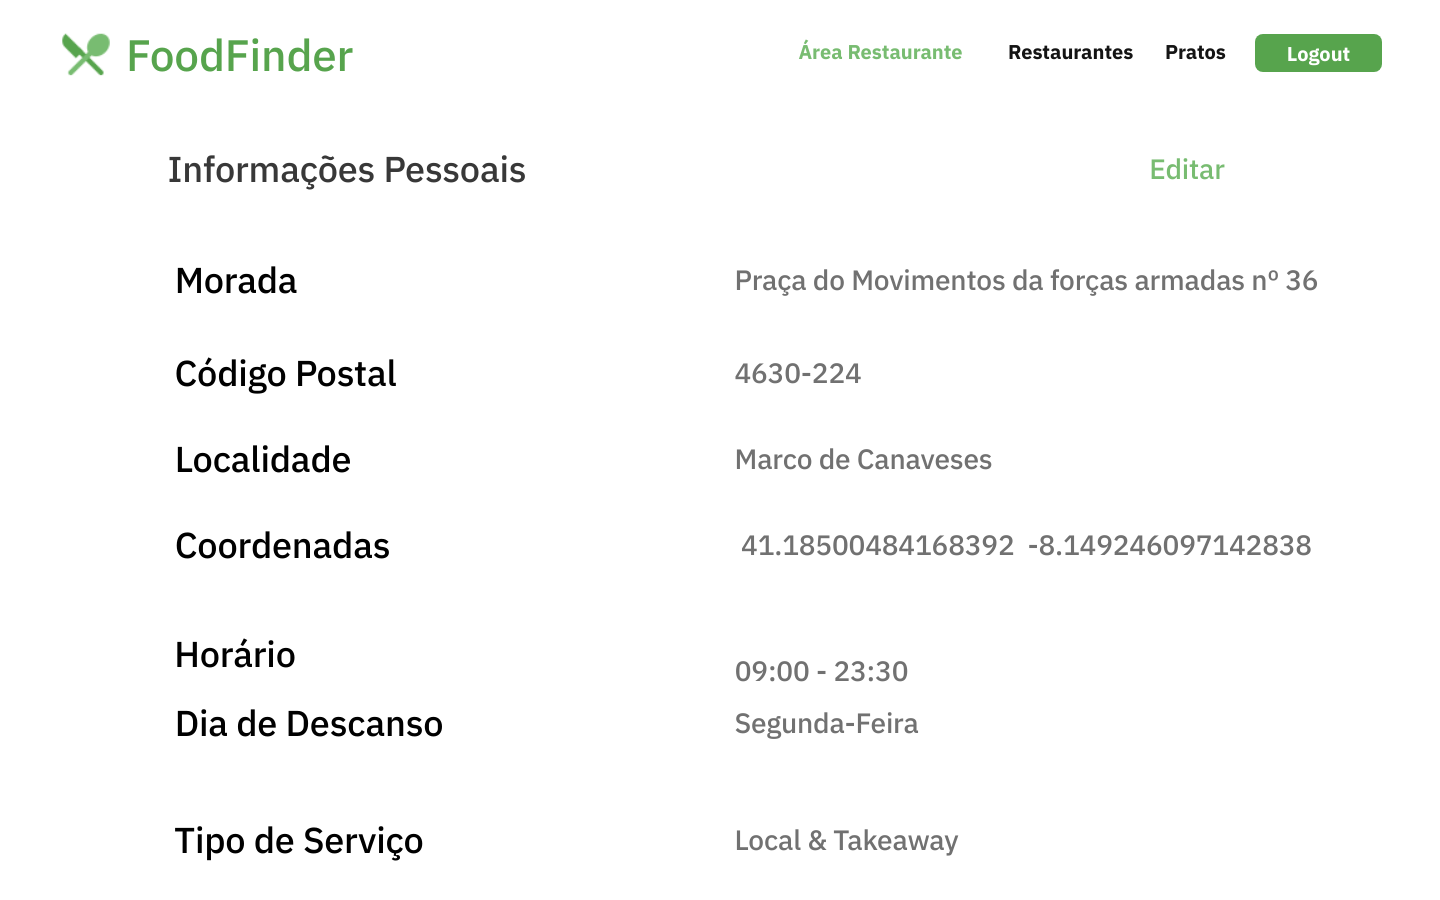 FoodFinder
Área Restaurante
Restaurantes
Pratos
Logout
Informações Pessoais
Editar
Morada
Praça do Movimentos da forças armadas nº 36
Código Postal
4630-224
Localidade
Marco de Canaveses
Coordenadas
41.18500484168392 -8.149246097142838
Horário
09:00 - 23:30
Dia de Descanso
Segunda-Feira
Tipo de Serviço
Local & Takeaway